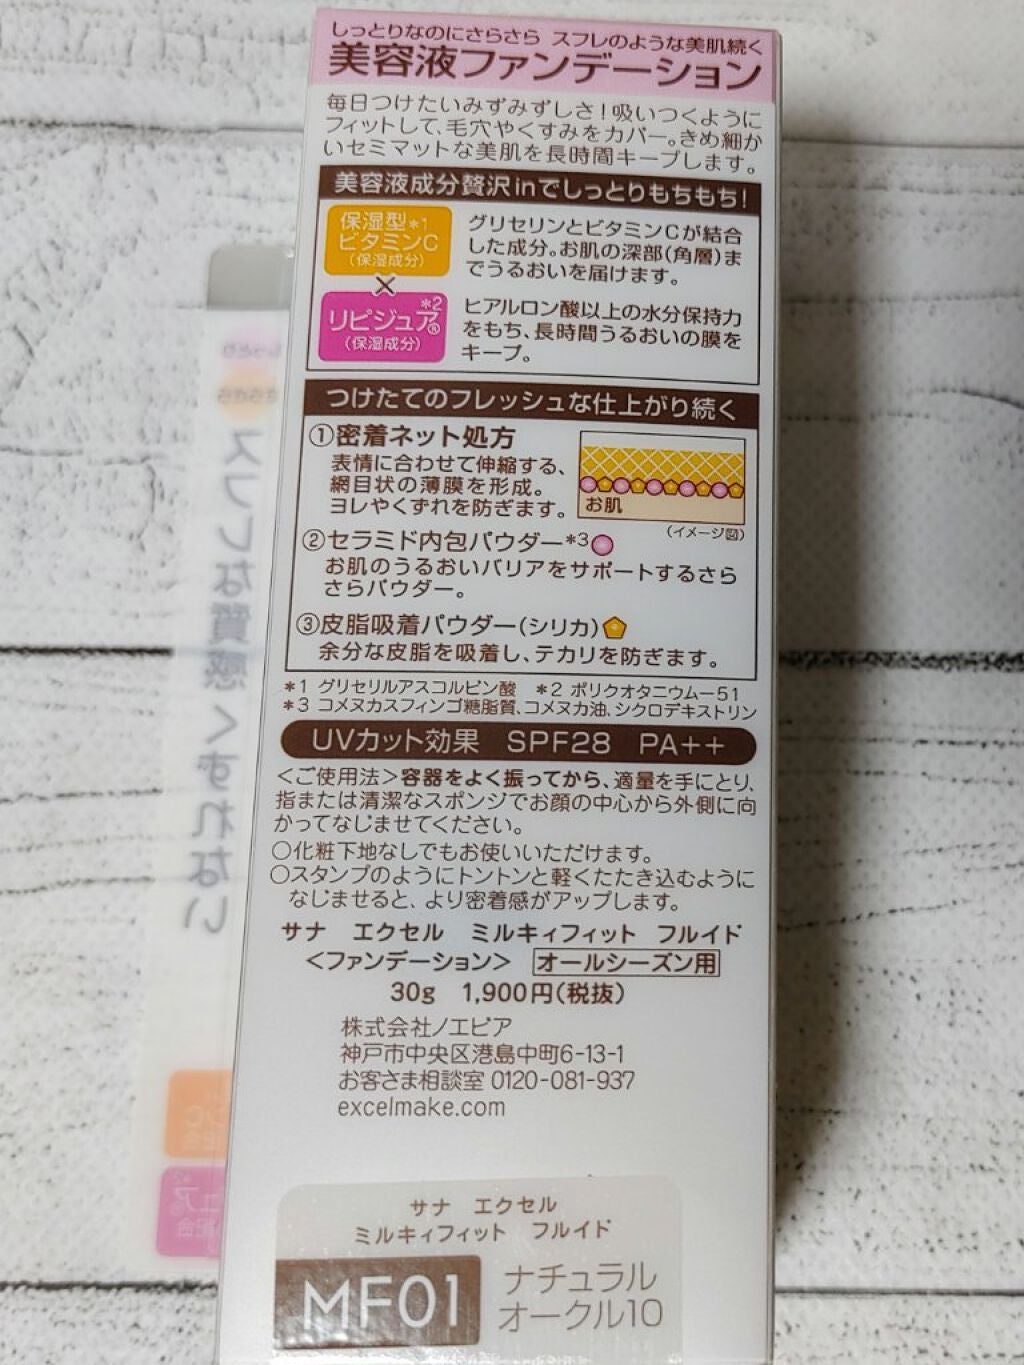 しっとりなのにさらさら スフレのような美肌続く
美容液ファンデーション
毎日つけたいみずみずしさ!吸いつくように
フィットして、毛穴やくすみをカバー。きめ細か
いセミマットな美肌を長時間キープします。
美容液成分贅沢inでしっとりもちもち!
保湿型*1
ビタミンC
(保湿成分)
グリセリンとビタミンCが結合
した成分。お肌の深部(角層)ま
でうるおいを届けます。
×
リピジュア®*2
(保湿成分)
ヒアルロン酸以上の水分保持力
をもち、長時間うるおいの膜を
キープ。
つけたてのフレッシュな仕上がり続く
①密着ネット処方
表情に合わせて伸縮する、
網目状の薄膜を形成。
ヨレやくずれを防ぎます。
お肌
(イメージ図)
②セラミド内包パウダー*3
お肌のうるおいバリアをサポートするさら
さらパウダー。
③皮脂吸着パウダー(シリカ)
余分な皮脂を吸着し、テカリを防ぎます。
*1 グリセリルアスコルビン酸 *2 ポリクオタニウムー51
*3 コメヌカスフィンゴ糖脂質、コメヌカ油、シクロデキストリン
UVカット効果 SPF28 PA++
<ご使用法>容器をよく振ってから、適量を手にとり、
指または清潔なスポンジでお顔の中心から外側に向
かってなじませてください。
○化粧下地なしでもお使いいただけます。
○スタンプのようにトントンと軽くたたき込むように
なじませると、より密着感がアップします。
サナ エクセル ミルキィフィット フルイド
<ファンデーション> オールシーズン用
30g 1,900円(税抜)
株式会社ノエビア
神戸市中央区港島中町6-13-1
お客さま相談室 0120-081-937
excelmake.com
サナ エクセル
ミルキィフィット フルイド
MF01
ナチュラル
オークル10
スフレな質感くずれない